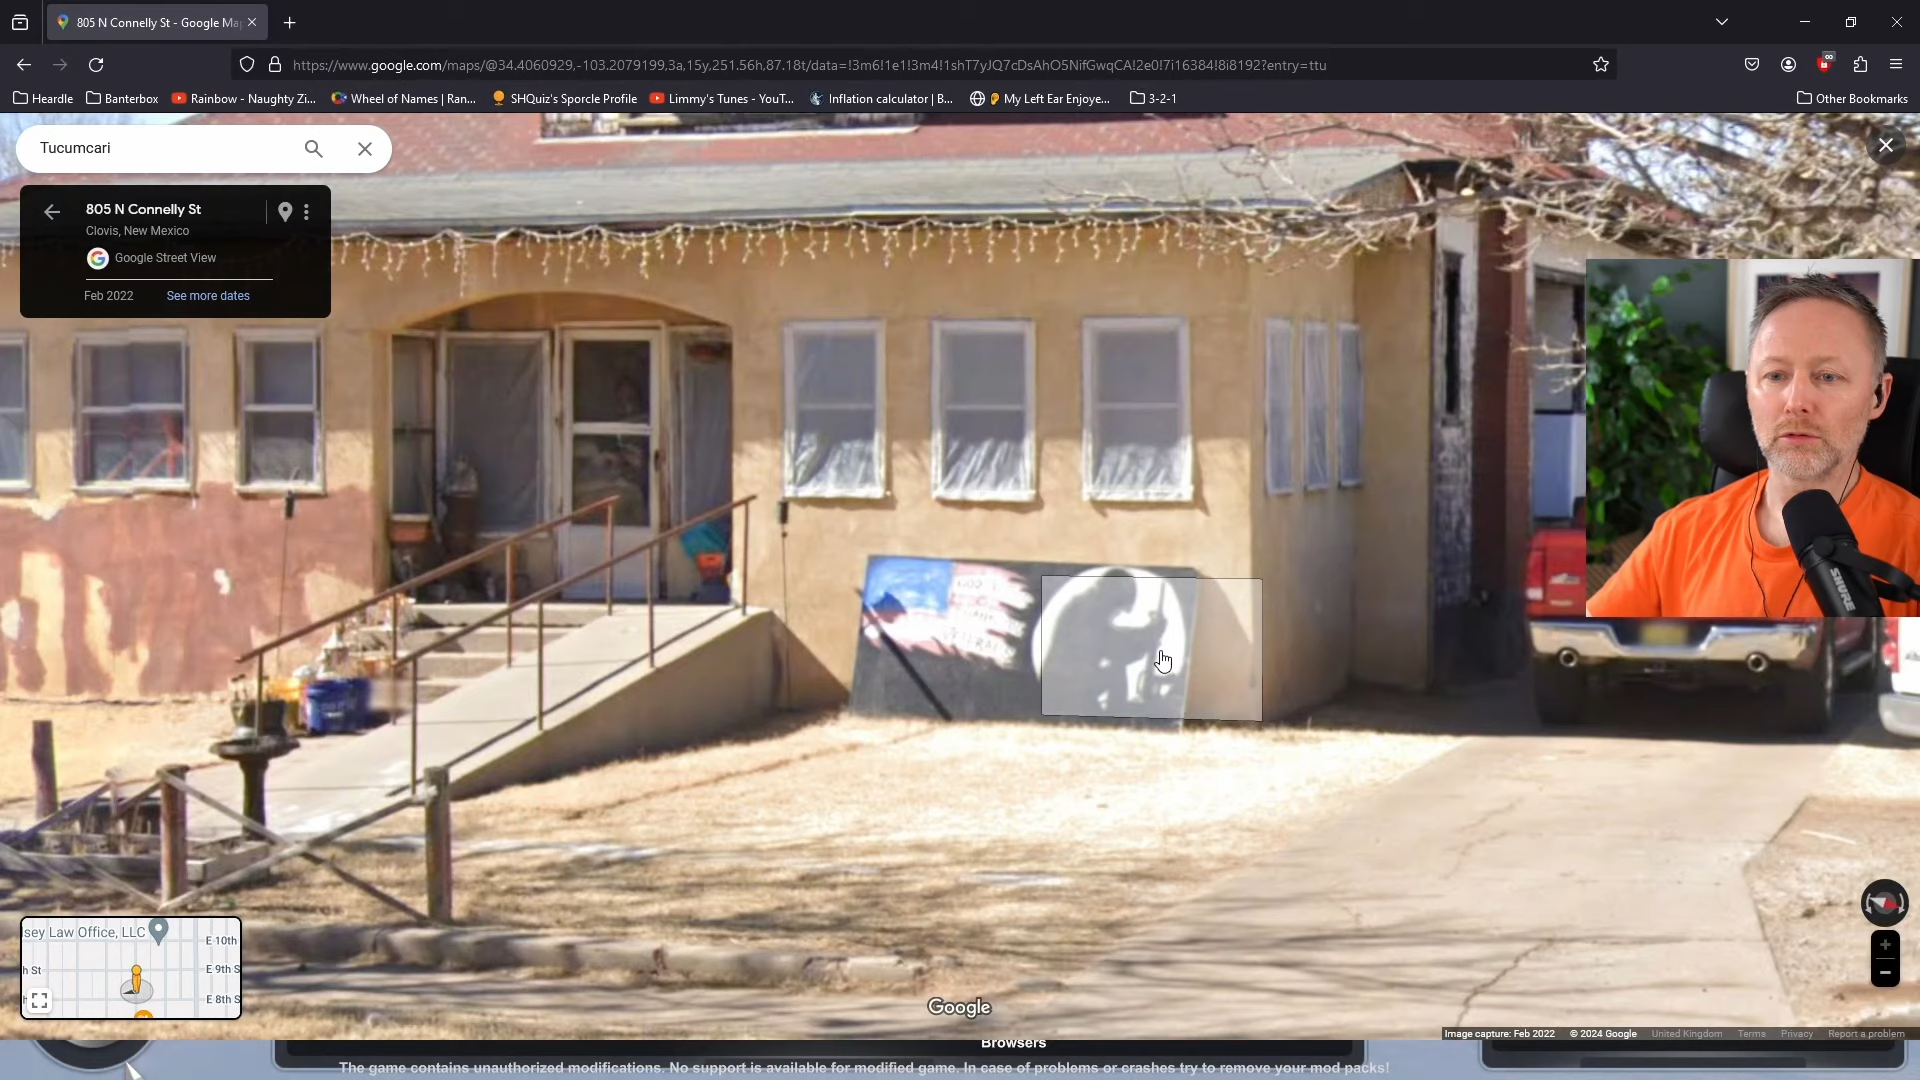 805 N Connelly St - Google Ma
https://www.google.com/maps/@34.4060929,-103.2079199,3a,15y,251.56h,87.18t/data=!3m6!1e1!3m4!1shT7yJQ7cDsAhO5NifGwqCA!2e0!7i16384!8i8192?entry=ttu
Heardle Banterbox Rainbow - Naughty Zi... Wheel of Names | Ran... SHQuiz's Sporcle Profile Limmy's Tunes - YouT... Inflation calculator | B... My Left Ear Enjoye... 3-2-1 Other Bookmarks
Tucumcari
805 N Connelly St
Clovis, New Mexico
Google Street View
Feb 2022 See more dates
GOD
SHURE
sey Law Office, LLC
E 10th
h St
E 9th S
E 8th S
Google
Image capture: Feb 2022 © 2024 Google United Kingdom Terms Privacy Report a problem
Browsers
The game contains unauthorized modifications. No support is available for modified game. In case of problems or crashes try to remove your mod packs!